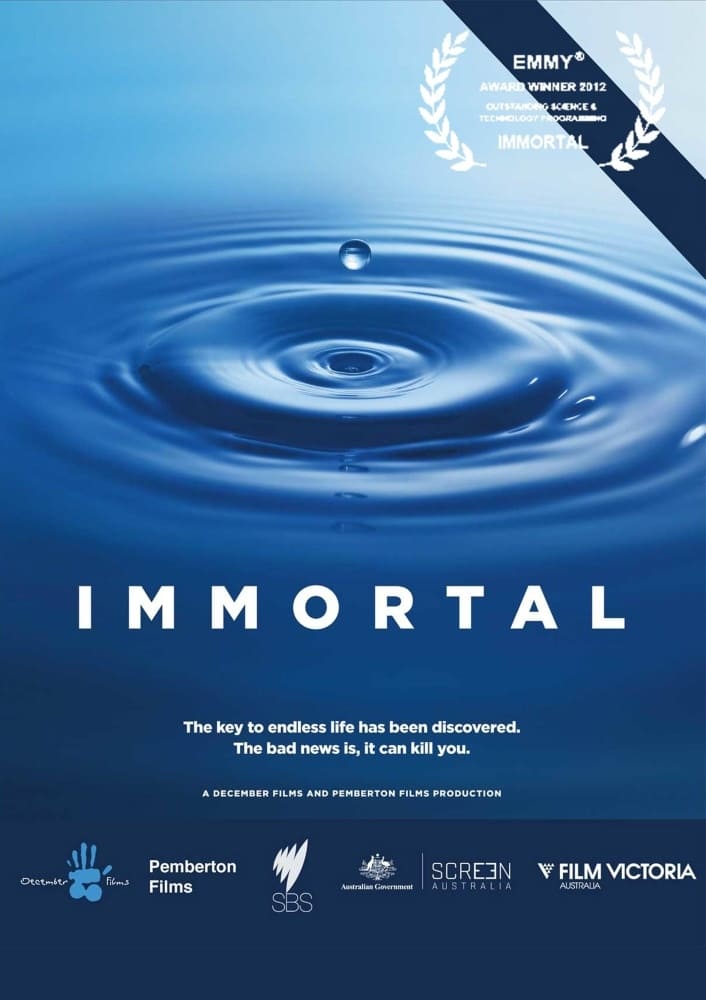 EMMY®
AWARD WINNER 2012
OUTSTANDING SCIENCE &
TECHNOLOGY PROGRAMMING
IMMORTAL
IMMORTAL
The key to endless life has been discovered.
The bad news is, it can kill you.
A DECEMBER FILMS AND PEMBERTON FILMS PRODUCTION
December films
Pemberton
Films
SBS
Australian Government
SCREEN
AUSTRALIA
FILM VICTORIA
AUSTRALIA